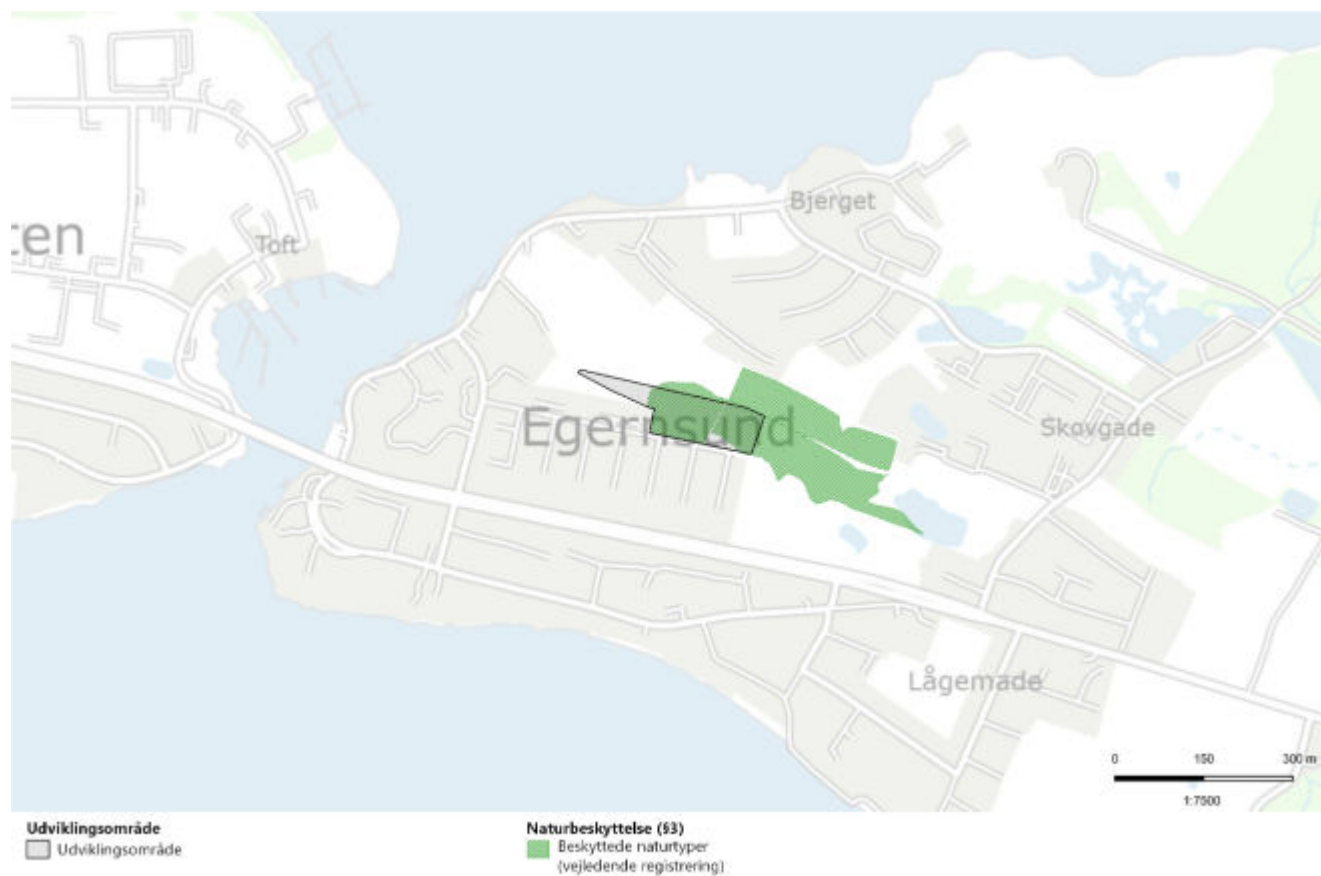 Bjerget
ten
Toft
Egernsund
Skovgade
Lågemade
0 150 300 m
1:7500
Udviklingsområde
Udviklingsområde
Naturbeskyttelse (§3)
Beskyttede naturtyper
(vejledende registrering)